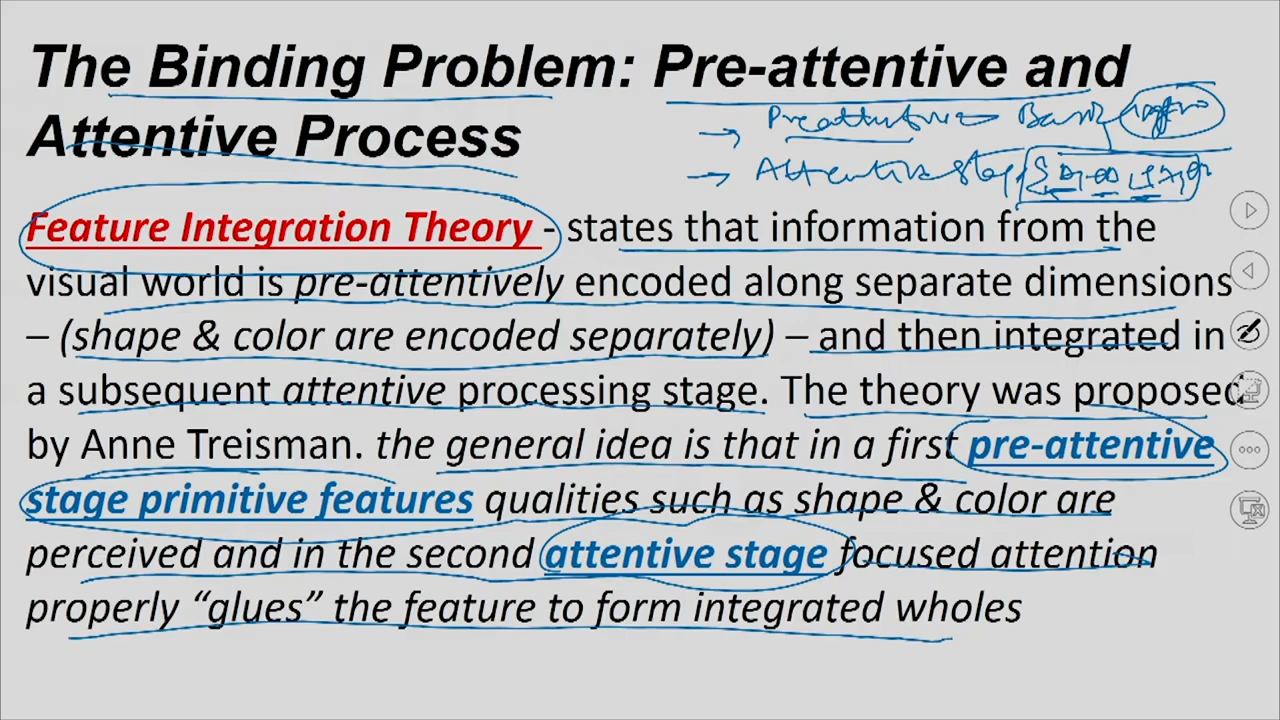 The Binding Problem: Pre-attentive and
Attentive Process
→ Preattentive Basic
→ Attentive stage
Feature Integration Theory - states that information from the
visual world is pre-attentively encoded along separate dimensions
– (shape & color are encoded separately) – and then integrated in
a subsequent attentive processing stage. The theory was proposed
by Anne Treisman. the general idea is that in a first pre-attentive
stage primitive features qualities such as shape & color are
perceived and in the second attentive stage focused attention
properly “glues” the feature to form integrated wholes